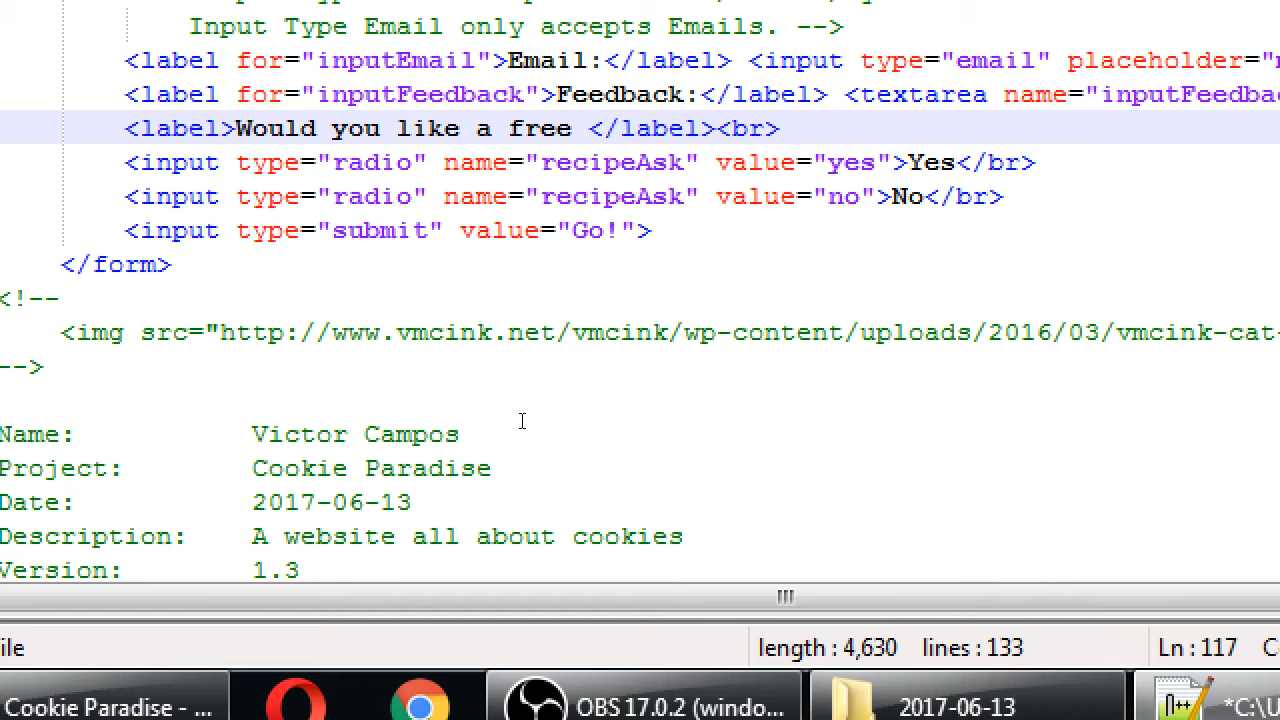 Input Type Email only accepts Emails. -->
<label for="inputEmail">Email:</label> <input type="email" placeholder="
<label for="inputFeedback">Feedback:</label> <textarea name="inputFeedba
<label>Would you like a free </label><br>
<input type="radio" name="recipeAsk" value="yes">Yes</br>
<input type="radio" name="recipeAsk" value="no">No</br>
<input type="submit" value="Go!">
</form>
<!--
<img src="http://www.vmcink.net/vmcink/wp-content/uploads/2016/03/vmcink-cat-
-->
Name: Victor Campos
Project: Cookie Paradise
Date: 2017-06-13
Description: A website all about cookies
Version: 1.3
ile length : 4,630 lines : 133 Ln : 117 C
Cookie Paradise - ... OBS 17.0.2 (windo... 2017-06-13 *C:\U